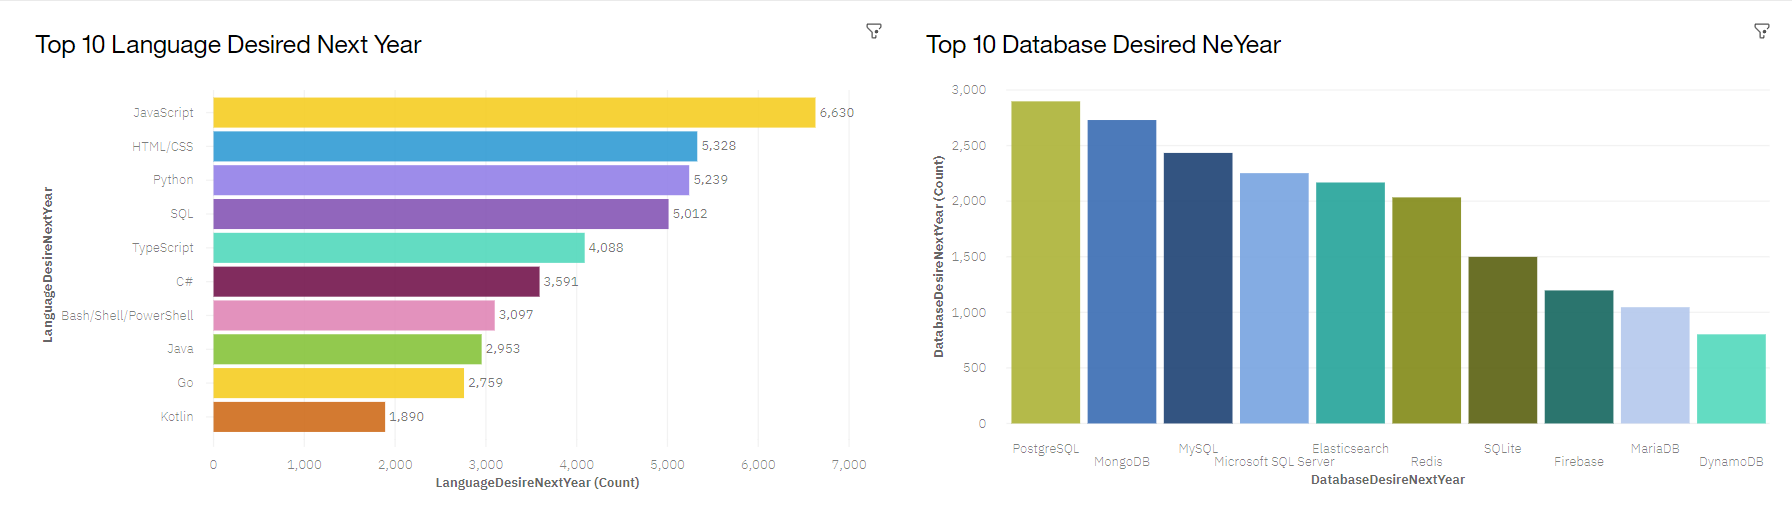 Top 10 Language Desired Next Year
LanguageDesireNextYear
JavaScript
6,630
HTML/CSS
5,328
Python
5,239
SQL
5,012
TypeScript
4,088
C#
3,591
Bash/Shell/PowerShell
3,097
Java
2,953
Go
2,759
Kotlin
1,890
0 1,000 2,000 3,000 4,000 5,000 6,000 7,000
LanguageDesireNextYear (Count)
Top 10 Database Desired NeYear
DatabaseDesireNextYear (Count)
3,000
2,500
2,000
1,500
1,000
500
0
PostgreSQL
MongoDB
MySQL
Microsoft SQL Server
Elasticsearch
Redis
SQLite
Firebase
MariaDB
DynamoDB
DatabaseDesireNextYear